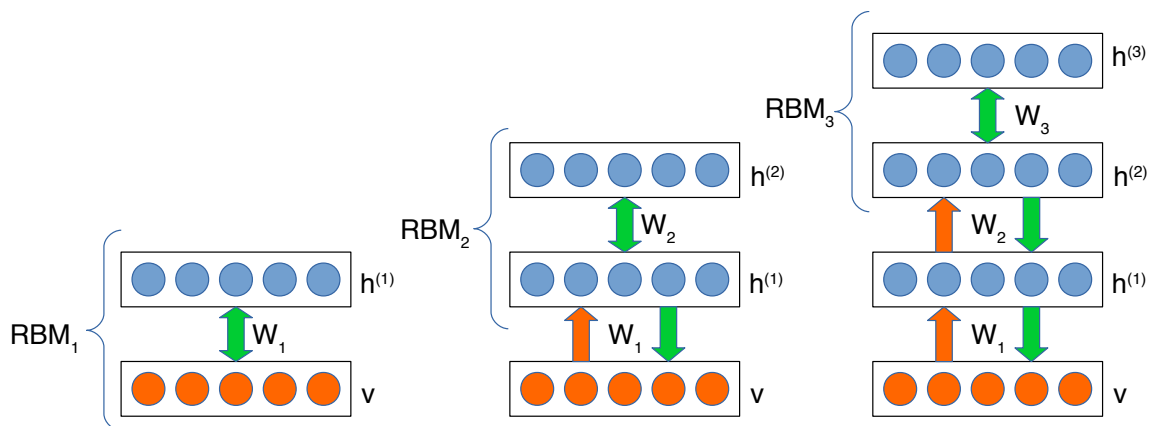 RBM₁
h⁽¹⁾
W₁
v
RBM₂
h⁽²⁾
W₂
h⁽¹⁾
W₁
v
RBM₃
h⁽³⁾
W₃
h⁽²⁾
W₂
h⁽¹⁾
W₁
v